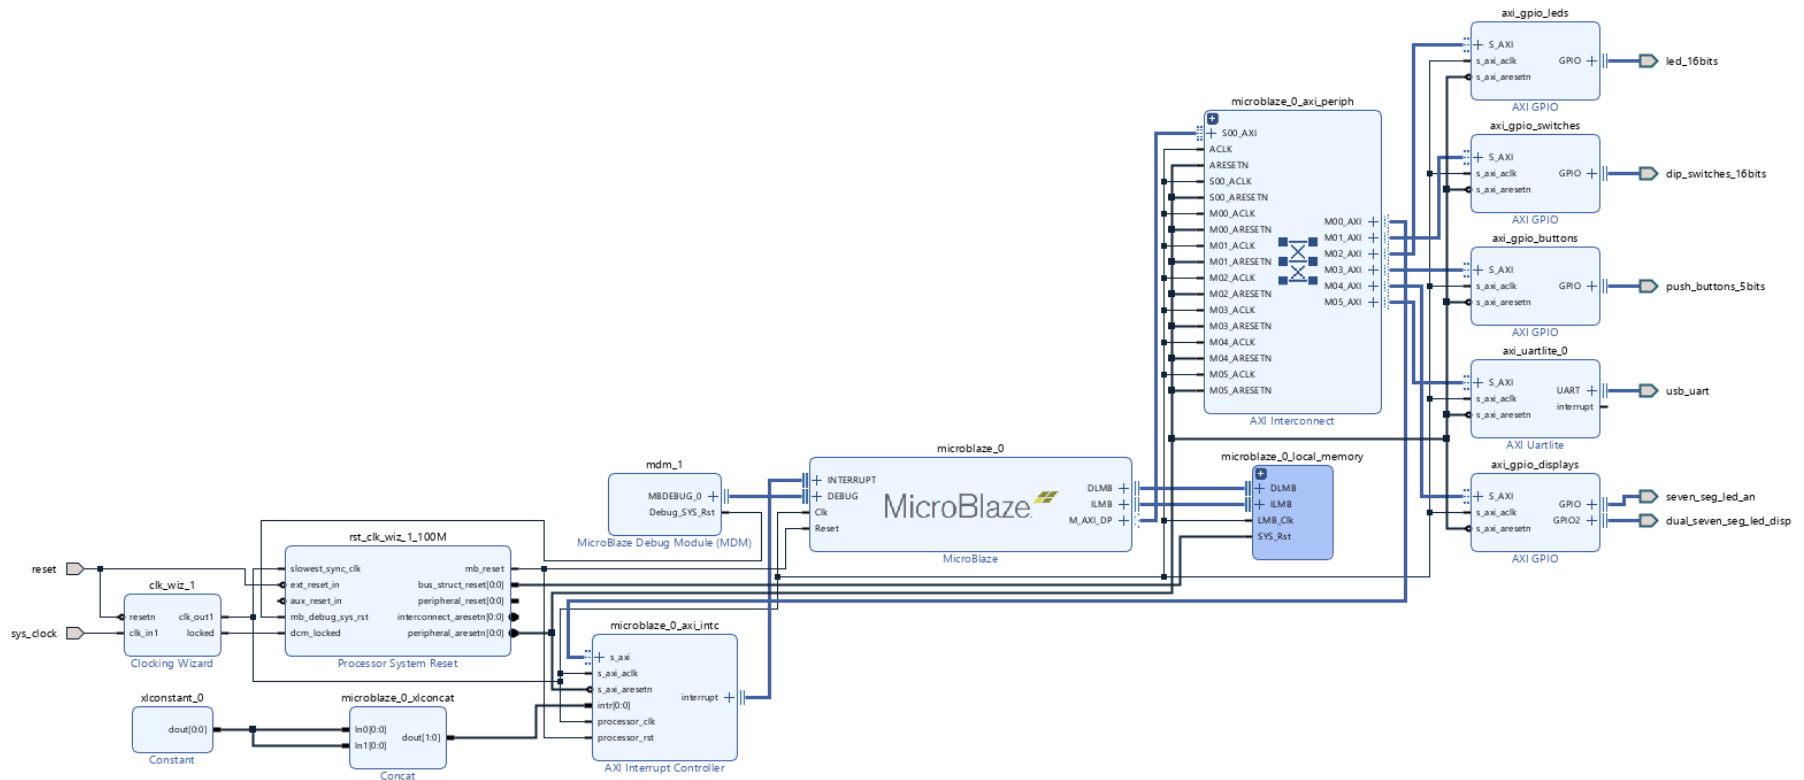 axi_gpio_leds
S_AXI
s_axi_aclk
s_axi_aresetn
GPIO
AXI GPIO
led_16bits
axi_gpio_switches
S_AXI
s_axi_aclk
s_axi_aresetn
GPIO
AXI GPIO
dip_switches_16bits
axi_gpio_buttons
S_AXI
s_axi_aclk
s_axi_aresetn
GPIO
AXI GPIO
push_buttons_5bits
axi_uartlite_0
S_AXI
s_axi_aclk
s_axi_aresetn
UART
interrupt
AXI Uartlite
usb_uart
axi_gpio_displays
S_AXI
s_axi_aclk
s_axi_aresetn
GPIO
GPIO2
AXI GPIO
seven_seg_led_an
dual_seven_seg_led_disp
microblaze_0_axi_periph
S00_AXI
ACLK
ARESETN
S00_ACLK
S00_ARESETN
M00_ACLK
M00_ARESETN
M01_ACLK
M01_ARESETN
M02_ACLK
M02_ARESETN
M03_ACLK
M03_ARESETN
M04_ACLK
M04_ARESETN
M05_ACLK
M05_ARESETN
M00_AXI
M01_AXI
M02_AXI
M03_AXI
M04_AXI
M05_AXI
AXI Interconnect
microblaze_0_local_memory
DLMB
ILMB
LMB_Clk
SYS_Rst
microblaze_0
INTERRUPT
DEBUG
Clk
Reset
MicroBlaze
DLMB
ILMB
M_AXI_DP
MicroBlaze
mdm_1
MBDEBUG_0
Debug_SYS_Rst
MicroBlaze Debug Module (MDM)
rst_clk_wiz_1_100M
slowest_sync_clk
ext_reset_in
aux_reset_in
mb_debug_sys_rst
dcm_locked
mb_reset
bus_struct_reset[0:0]
peripheral_reset[0:0]
interconnect_aresetn[0:0]
peripheral_aresetn[0:0]
Processor System Reset
reset
sys_clock
clk_wiz_1
resetn
clk_in1
clk_out1
locked
Clocking Wizard
microblaze_0_axi_intc
s_axi
s_axi_aclk
s_axi_aresetn
intr[0:0]
processor_clk
processor_rst
interrupt
AXI Interrupt Controller
xlconstant_0
dout[0:0]
Constant
microblaze_0_xlconcat
In0[0:0]
In1[0:0]
dout[1:0]
Concat